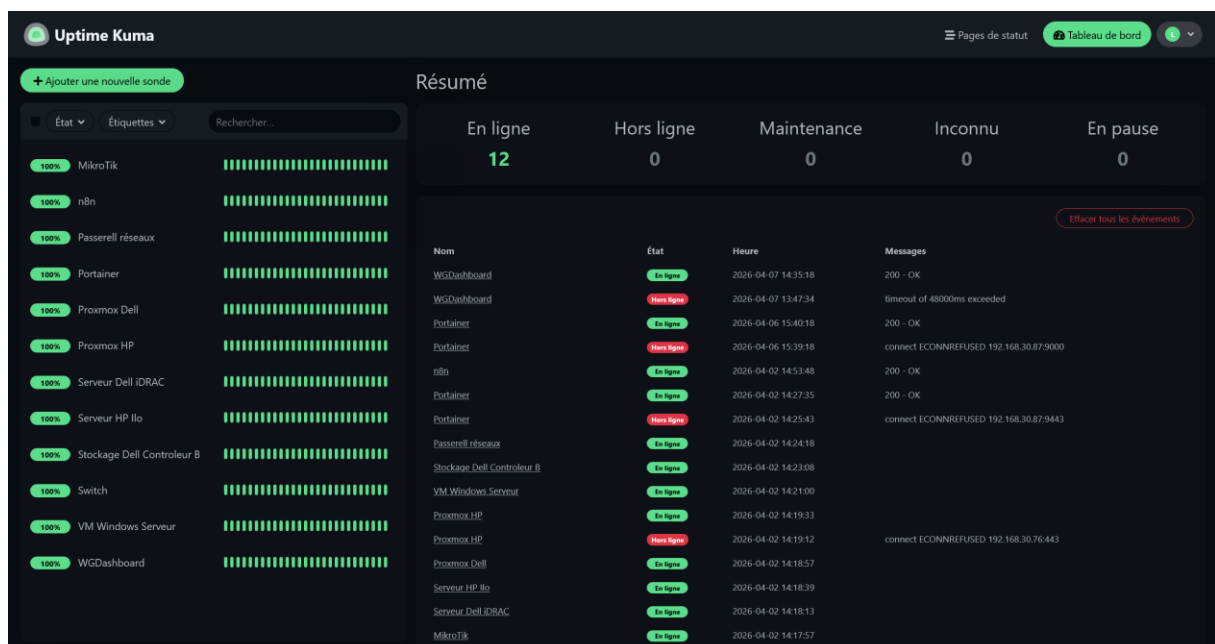 Uptime Kuma
Pages de statut
Tableau de bord
L
Ajouter une nouvelle sonde
État
Étiquettes
Rechercher...
100% MikroTik
100% n8n
100% Passerell réseaux
100% Portainer
100% Proxmox Dell
100% Proxmox HP
100% Serveur Dell iDRAC
100% Serveur HP Ilo
100% Stockage Dell Controleur B
100% Switch
100% VM Windows Serveur
100% WGDashboard
Résumé
En ligne Hors ligne Maintenance Inconnu En pause
12 0 0 0 0
Effacer tous les événements
Nom État Heure Messages
WGDashboard En ligne 2026-04-07 14:35:18 200 - OK
WGDashboard Hors ligne 2026-04-07 13:47:34 timeout of 48000ms exceeded
Portainer En ligne 2026-04-06 15:40:18 200 - OK
Portainer Hors ligne 2026-04-06 15:39:18 connect ECONNREFUSED 192.168.30.87:9000
n8n En ligne 2026-04-02 14:53:48 200 - OK
Portainer En ligne 2026-04-02 14:27:35 200 - OK
Portainer Hors ligne 2026-04-02 14:25:43 connect ECONNREFUSED 192.168.30.87:9443
Passerell réseaux En ligne 2026-04-02 14:24:18
Stockage Dell Controleur B En ligne 2026-04-02 14:23:08
VM Windows Serveur En ligne 2026-04-02 14:21:00
Proxmox HP En ligne 2026-04-02 14:19:33
Proxmox HP Hors ligne 2026-04-02 14:19:12 connect ECONNREFUSED 192.168.30.76:443
Proxmox Dell En ligne 2026-04-02 14:18:57
Serveur HP Ilo En ligne 2026-04-02 14:18:39
Serveur Dell iDRAC En ligne 2026-04-02 14:18:13
MikroTik En ligne 2026-04-02 14:17:57